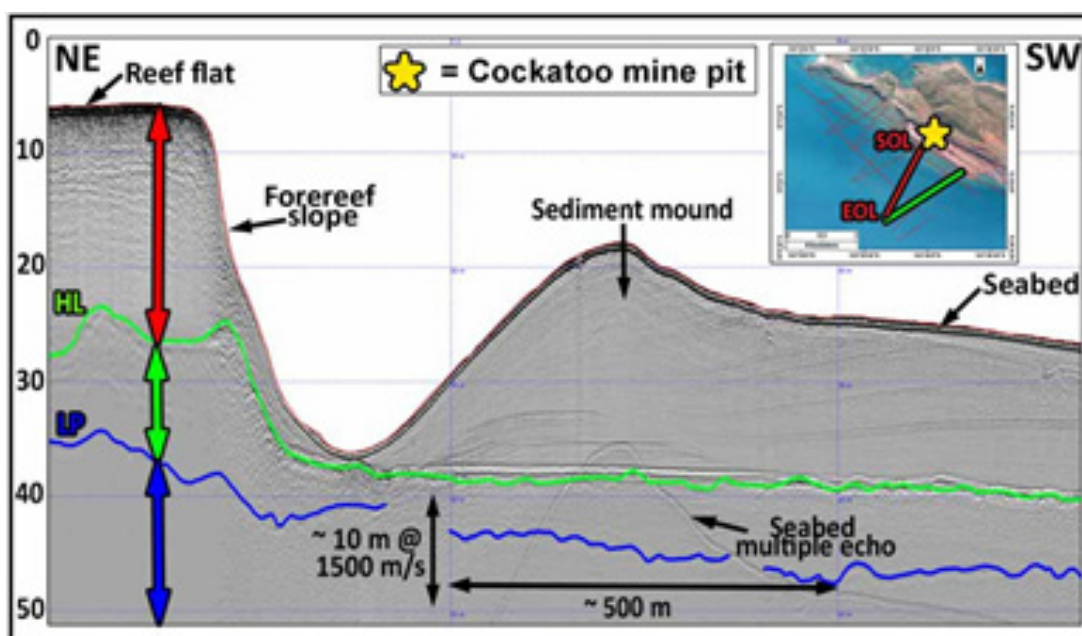 0
NE
Reef flat
= Cockatoo mine pit
SW
SOL
EOL
10
Forereef
slope
Sediment mound
20
Seabed
HL
30
LP
40
~ 10 m @
1500 m/s
Seabed
multiple echo
~ 500 m
50